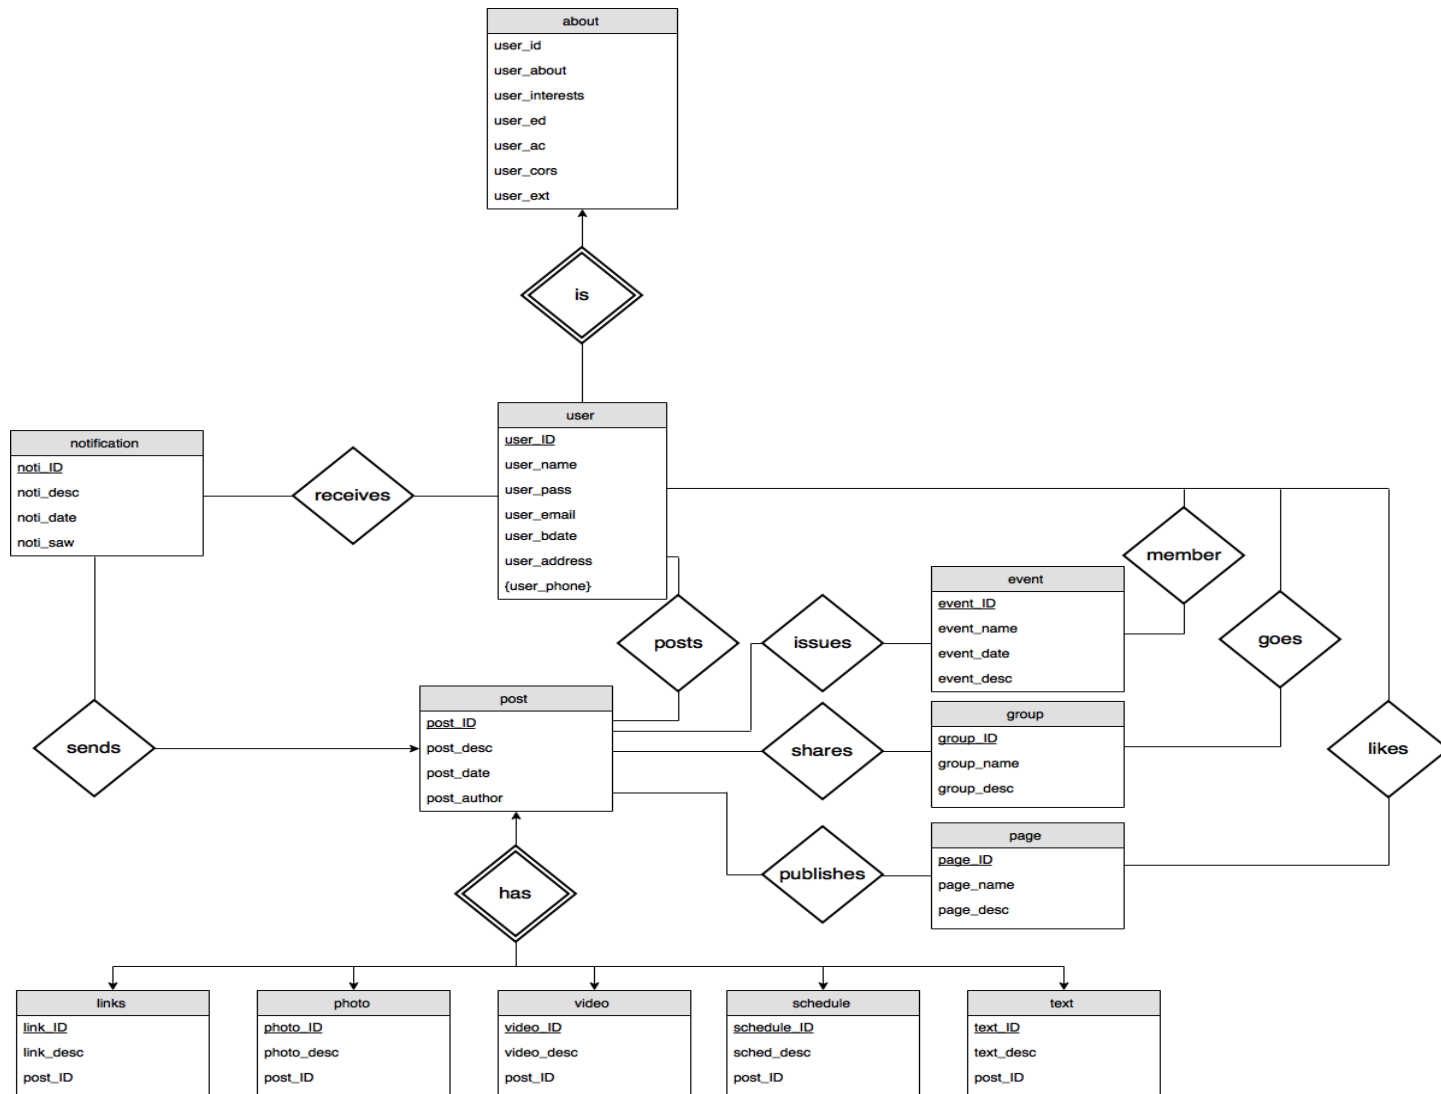 about
user_id
user_about
user_interests
user_ed
user_ac
user_cors
user_ext
is
user
user_ID
user_name
user_pass
user_email
user_bdate
user_address
{user_phone}
notification
noti_ID
noti_desc
noti_date
noti_saw
receives
member
event
event_ID
event_name
event_date
event_desc
posts
issues
goes
post
post_ID
post_desc
post_date
post_author
sends
shares
group
group_ID
group_name
group_desc
likes
publishes
page
page_ID
page_name
page_desc
has
links
link_ID
link_desc
post_ID
photo
photo_ID
photo_desc
post_ID
video
video_ID
video_desc
post_ID
schedule
schedule_ID
sched_desc
post_ID
text
text_ID
text_desc
post_ID